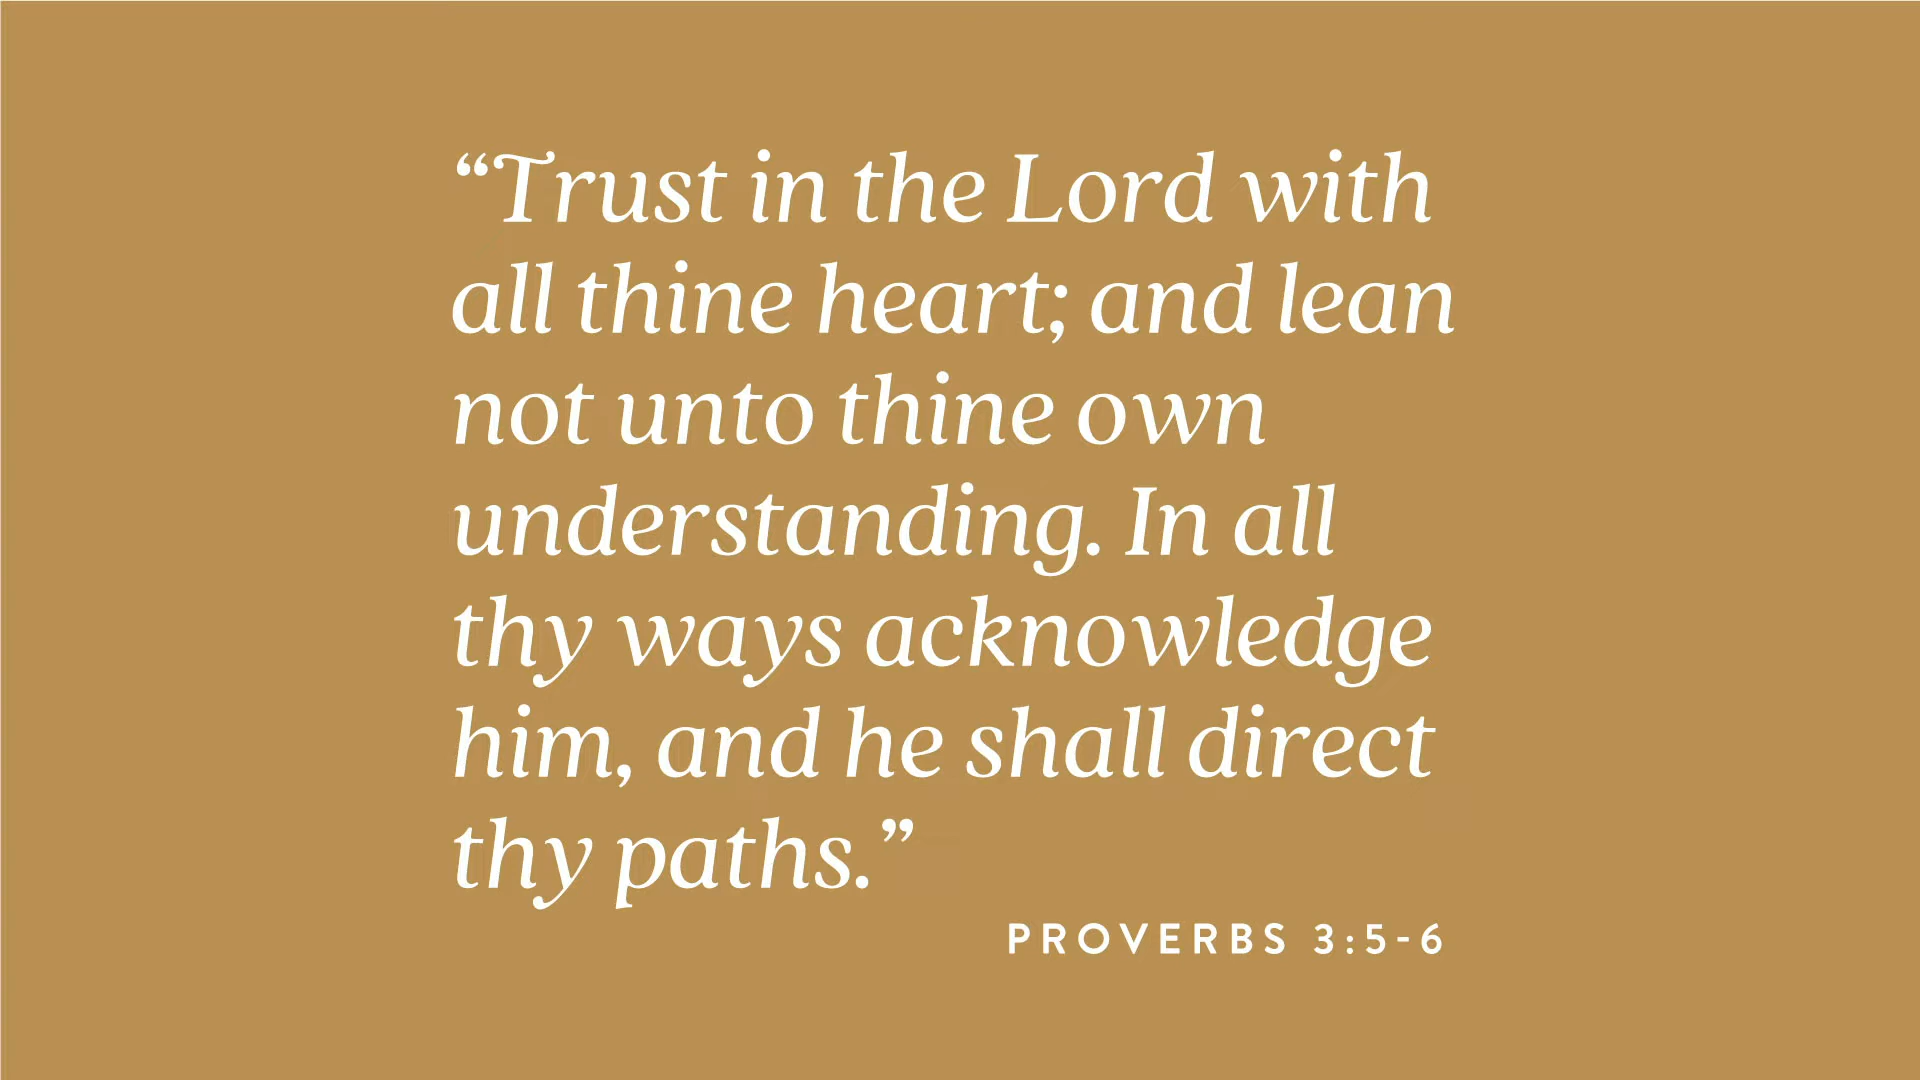 “Trust in the Lord with
all thine heart; and lean
not unto thine own
understanding. In all
thy ways acknowledge
him, and he shall direct
thy paths.”
PROVERBS 3:5-6